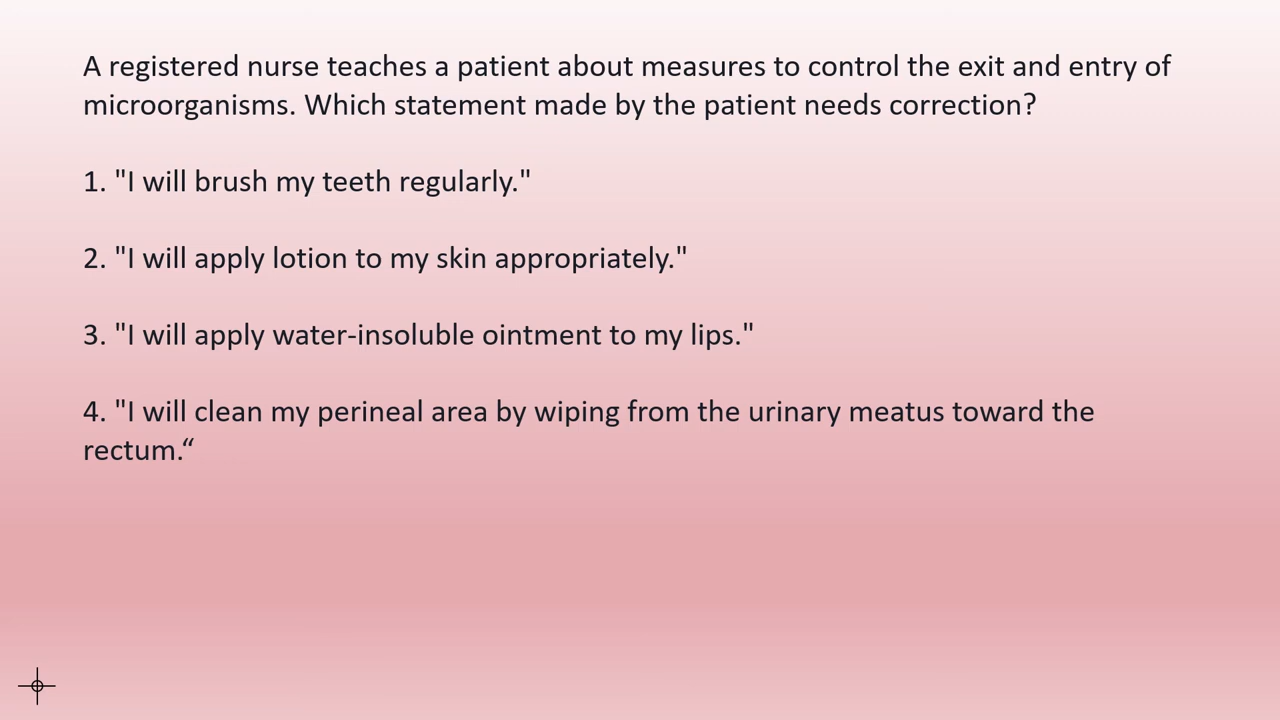 A registered nurse teaches a patient about measures to control the exit and entry of
microorganisms. Which statement made by the patient needs correction?
1. "I will brush my teeth regularly."
2. "I will apply lotion to my skin appropriately."
3. "I will apply water-insoluble ointment to my lips."
4. "I will clean my perineal area by wiping from the urinary meatus toward the
rectum.“